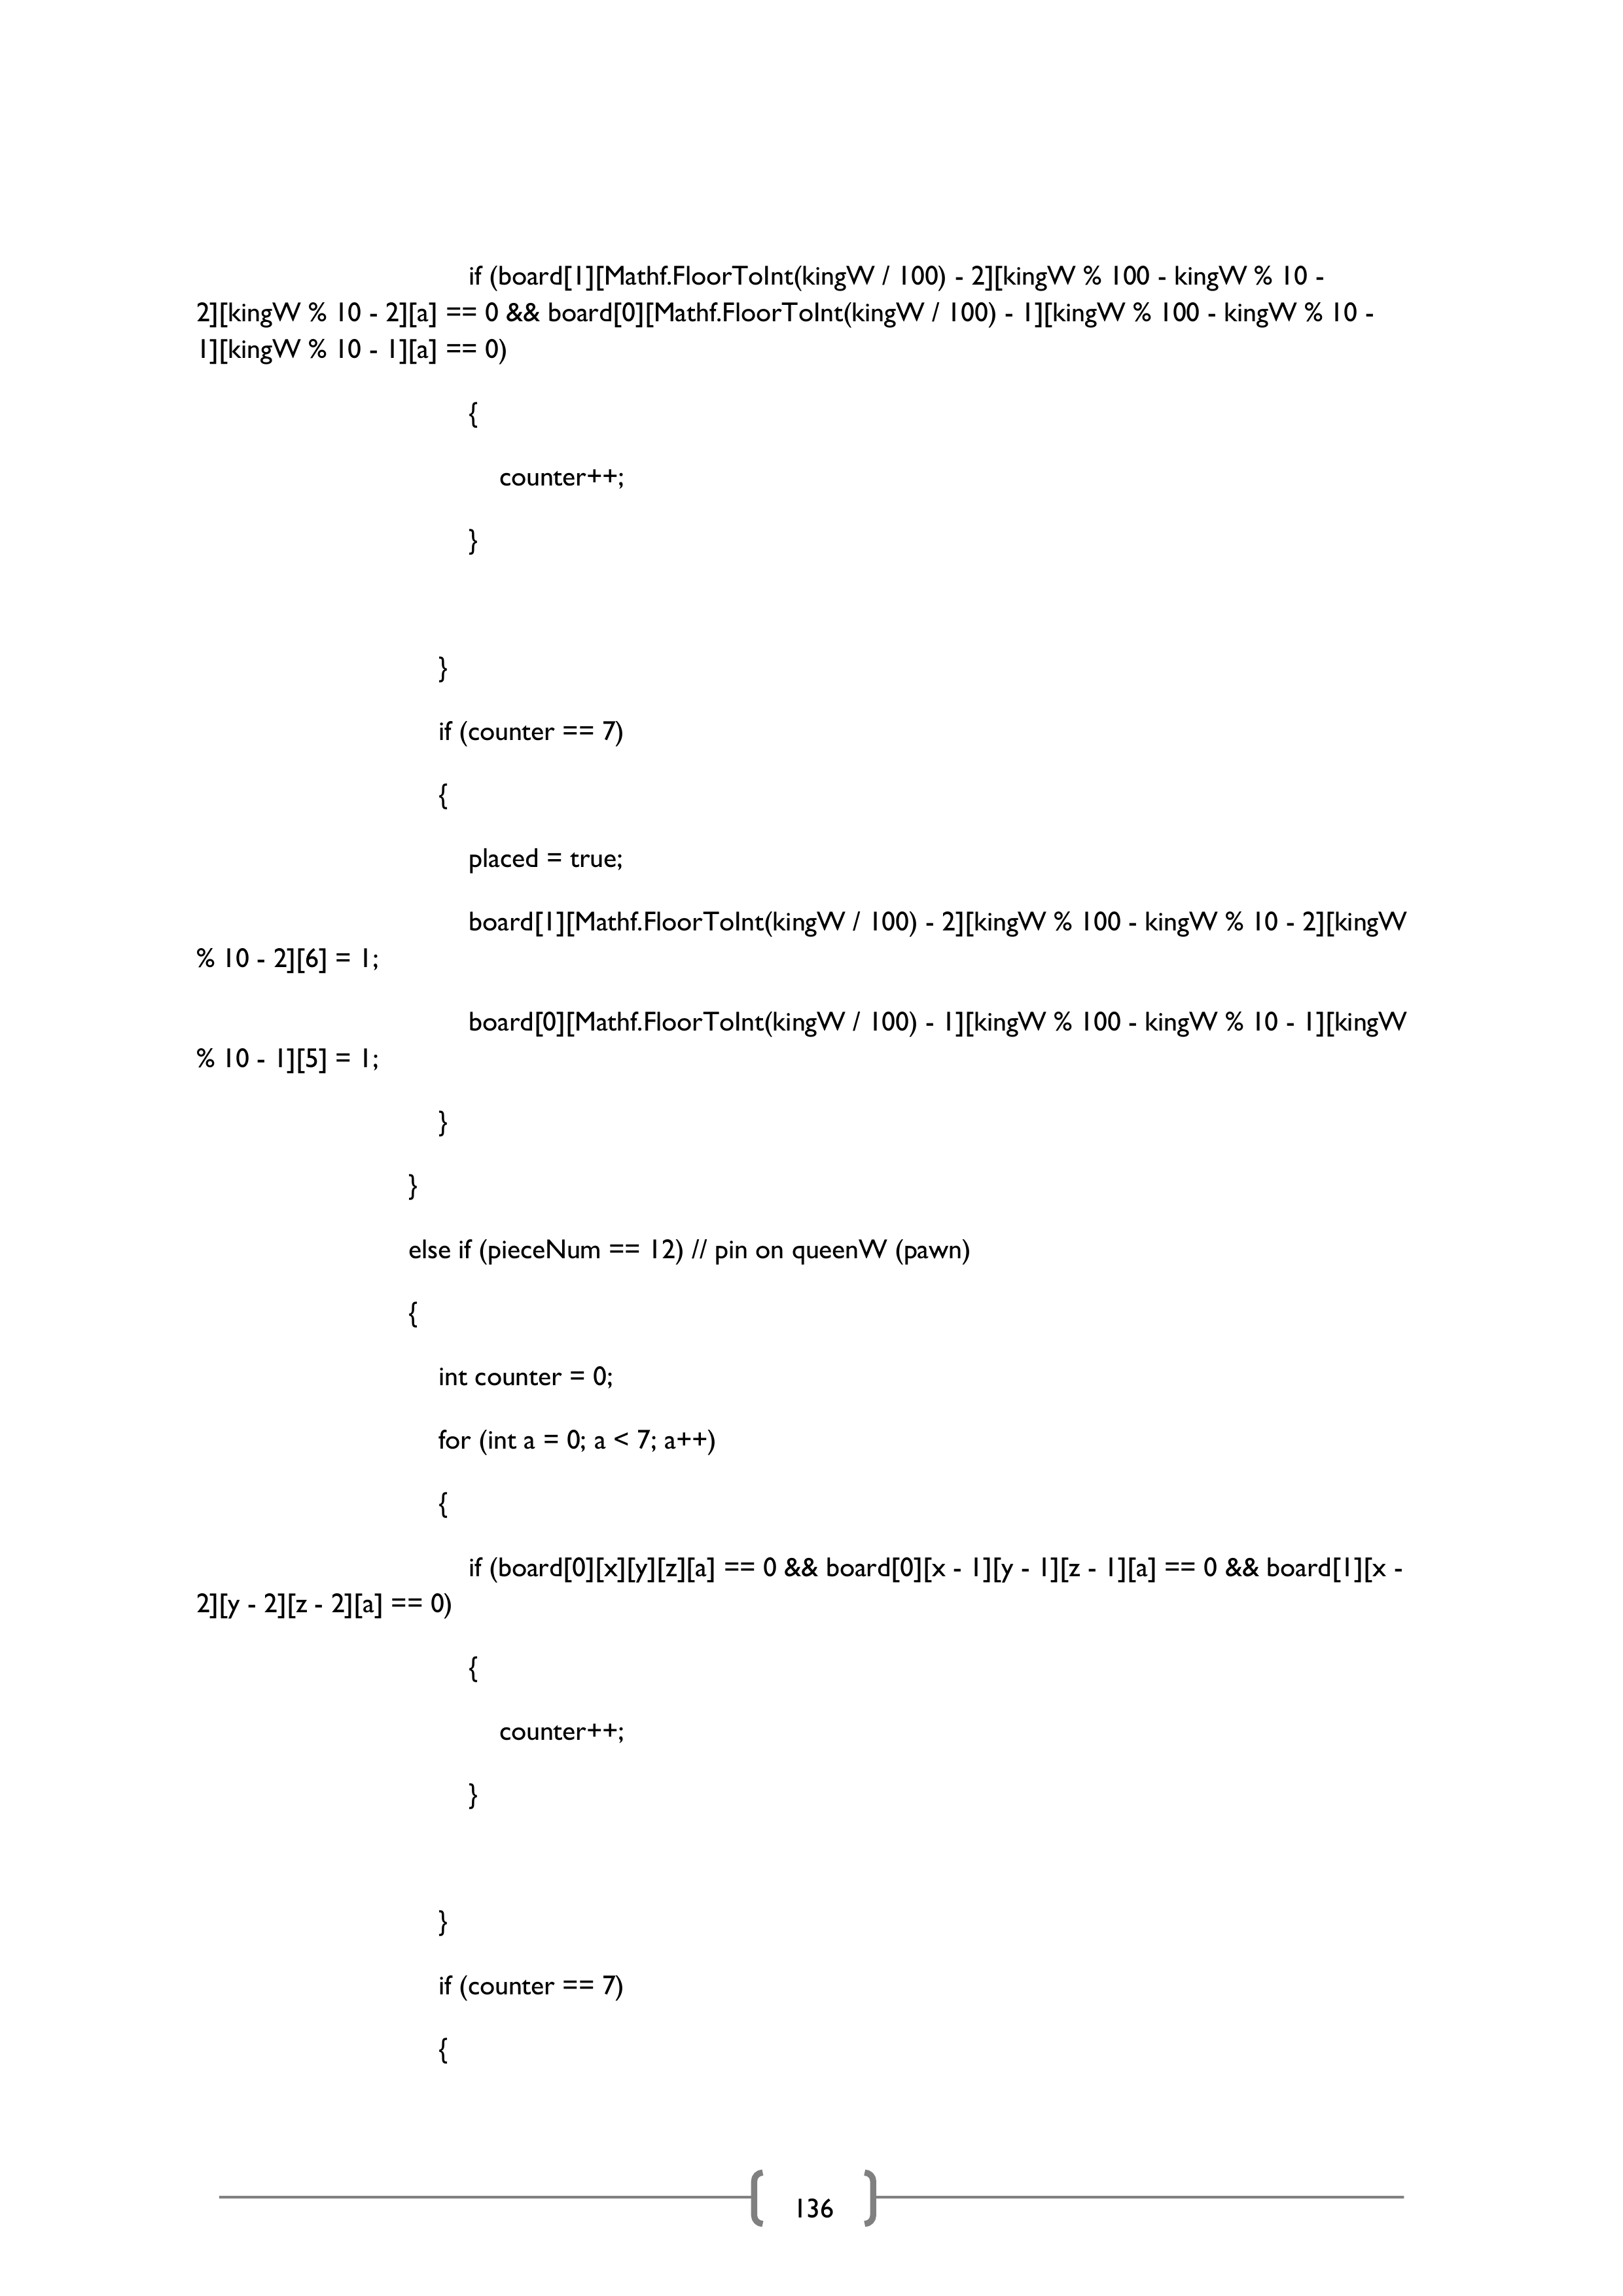 if (board[1][Mathf.FloorToInt(kingW / 100) - 2][kingW % 100 - kingW % 10 -
2][kingW % 10 - 2][a] == 0 && board[0][Mathf.FloorToInt(kingW / 100) - 1][kingW % 100 - kingW % 10 -
1][kingW % 10 - 1][a] == 0)
{
counter++;
}
}
if (counter == 7)
{
placed = true;
board[1][Mathf.FloorToInt(kingW / 100) - 2][kingW % 100 - kingW % 10 - 2][kingW
% 10 - 2][6] = 1;
board[0][Mathf.FloorToInt(kingW / 100) - 1][kingW % 100 - kingW % 10 - 1][kingW
% 10 - 1][5] = 1;
}
}
else if (pieceNum == 12) // pin on queenW (pawn)
{
int counter = 0;
for (int a = 0; a < 7; a++)
{
if (board[0][x][y][z][a] == 0 && board[0][x - 1][y - 1][z - 1][a] == 0 && board[1][x -
2][y - 2][z - 2][a] == 0)
{
counter++;
}
}
if (counter == 7)
{
136